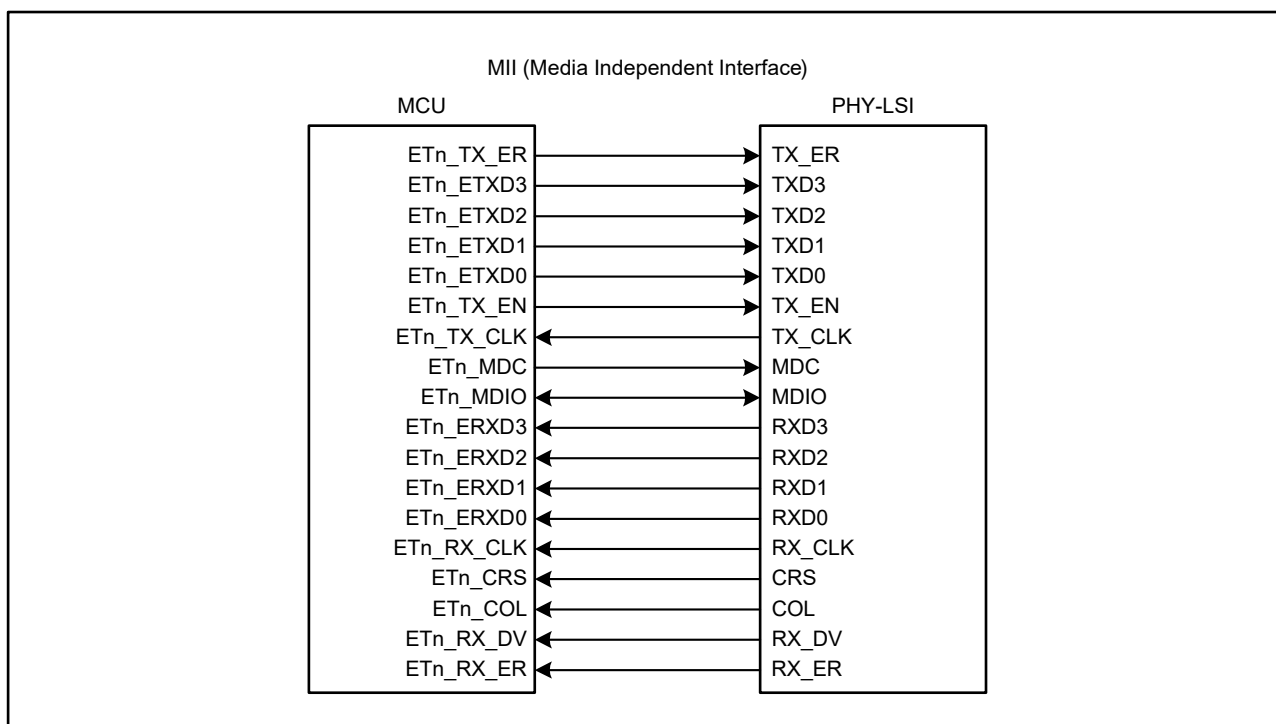 MII (Media Independent Interface)
MCU PHY-LSI
ETn_TX_ER TX_ER
ETn_ETXD3 TXD3
ETn_ETXD2 TXD2
ETn_ETXD1 TXD1
ETn_ETXD0 TXD0
ETn_TX_EN TX_EN
ETn_TX_CLK TX_CLK
ETn_MDC MDC
ETn_MDIO MDIO
ETn_ERXD3 RXD3
ETn_ERXD2 RXD2
ETn_ERXD1 RXD1
ETn_ERXD0 RXD0
ETn_RX_CLK RX_CLK
ETn_CRS CRS
ETn_COL COL
ETn_RX_DV RX_DV
ETn_RX_ER RX_ER